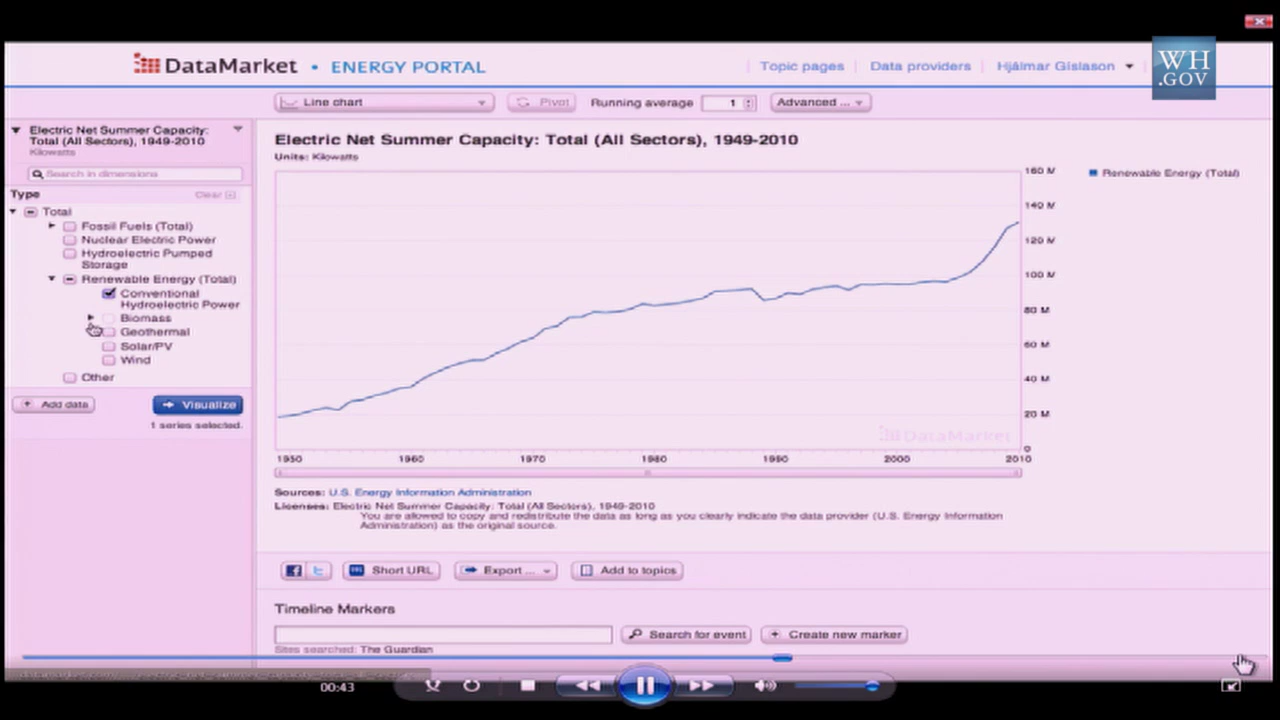 WH
.GOV
DataMarket • ENERGY PORTAL
Topic pages
Data providers
Hjálmar Gíslason
Line chart
Pivot
Running average
1
Advanced ...
Electric Net Summer Capacity:
Total (All Sectors), 1949-2010
Kilowatts
Search in dimensions
Type
Clear
Total
Fossil Fuels (Total)
Nuclear Electric Power
Hydroelectric Pumped
Storage
Renewable Energy (Total)
Conventional
Hydroelectric Power
Biomass
Geothermal
Solar/PV
Wind
Other
Add data
Visualize
1 series selected.
Electric Net Summer Capacity: Total (All Sectors), 1949-2010
Units: Kilowatts
Renewable Energy (Total)
160 M
140 M
120 M
100 M
80 M
60 M
40 M
20 M
0
DataMarket
1950 1960 1970 1980 1990 2000 2010
Sources: U.S. Energy Information Administration
Licenses: Electric Net Summer Capacity: Total (All Sectors), 1949-2010
You are allowed to copy and redistribute the data as long as you clearly indicate the data provider (U.S. Energy Information
Administration) as the original source.
Short URL
Export ...
Add to topics
Timeline Markers
Search for event
Create new marker
Sites searched: The Guardian
00:43